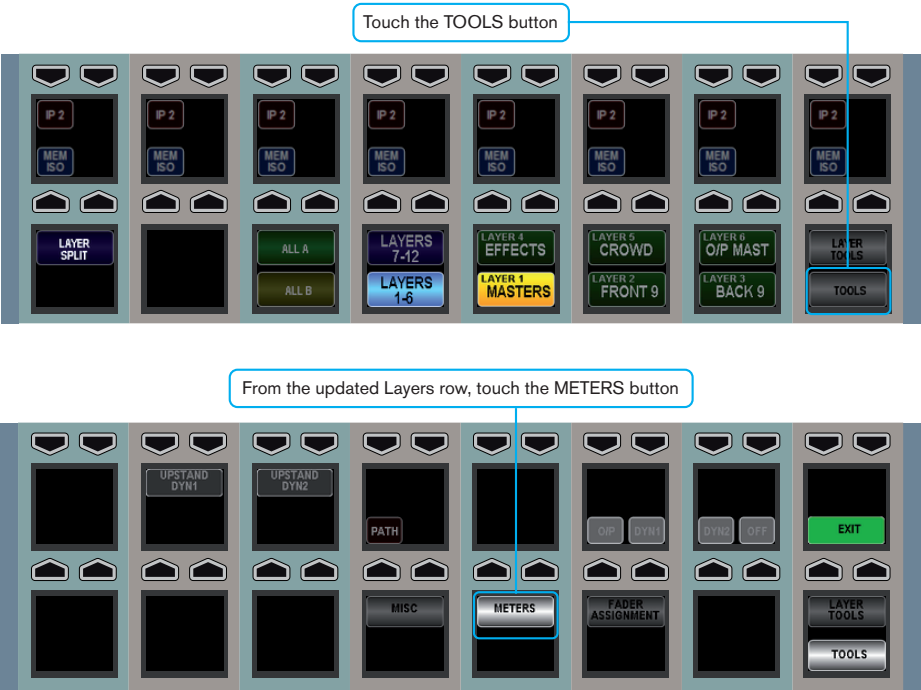 Touch the TOOLS button
IP 2 IP 2 IP 2 IP 2 IP 2 IP 2 IP 2 IP 2
MEM MEM MEM MEM MEM MEM MEM MEM
ISO ISO ISO ISO ISO ISO ISO ISO
LAYER
SPLIT
ALL A
ALL B
LAYERS
7-12
LAYERS
1-6
LAYER 4
EFFECTS
LAYER 1
MASTERS
LAYER 5
CROWD
LAYER 2
FRONT 9
LAYER 6
O/P MAST
LAYER 3
BACK 9
LAYER
TOOLS
TOOLS
From the updated Layers row, touch the METERS button
UPSTAND
DYN1
UPSTAND
DYN2
PATH
O/P DYN1 DYN2 OFF
EXIT
MISC
METERS
FADER
ASSIGNMENT
LAYER
TOOLS
TOOLS